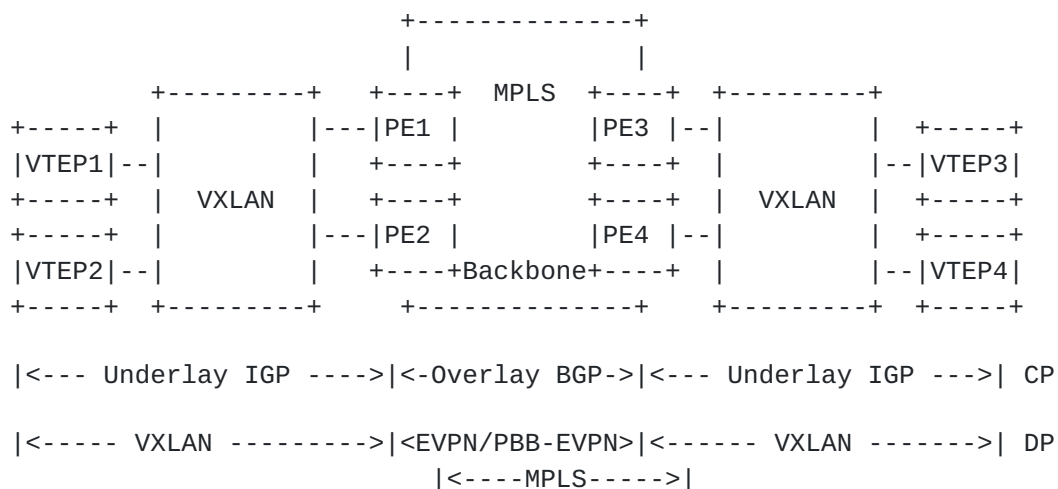 +--------------+
                         |              |
         +---------+   +----+  MPLS  +----+  +---------+
+-----+  |         |---|PE1 |        |PE3 |--|         |  +-----+
|VTEP1|--|         |   +----+        +----+  |         |--|VTEP3|
+-----+  |  VXLAN  |   +----+        +----+  |  VXLAN  |  +-----+
+-----+  |         |---|PE2 |        |PE4 |--|         |  +-----+
|VTEP2|--|         |   +----+Backbone+----+  |         |--|VTEP4|
+-----+  +---------+     +--------------+    +---------+  +-----+

|<--- Underlay IGP ---->|<-Overlay BGP->|<--- Underlay IGP --->| CP

|<----- VXLAN --------->|<EVPN/PBB-EVPN>|<------ VXLAN ------->| DP
                           |<----MPLS----->|